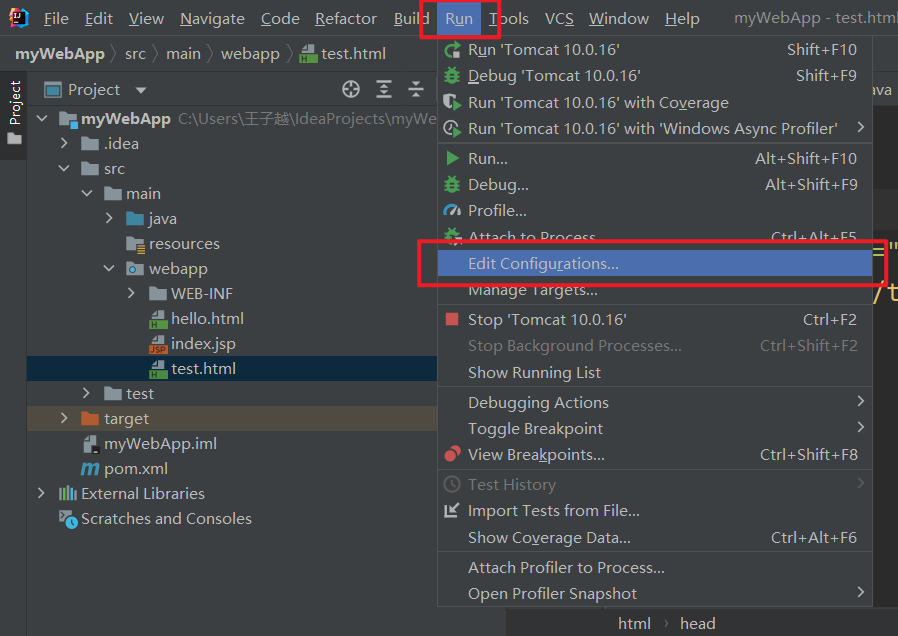 File Edit View Navigate Code Refactor Build Run Tools VCS Window Help myWebApp - test.html
myWebApp src main webapp test.html
Project
Project
myWebApp C:\Users\王子越\IdeaProjects\myWe
.idea
src
main
java
resources
webapp
WEB-INF
hello.html
index.jsp
test.html
test
target
myWebApp.iml
pom.xml
External Libraries
Scratches and Consoles
Run 'Tomcat 10.0.16' Shift+F10
Debug 'Tomcat 10.0.16' Shift+F9
Run 'Tomcat 10.0.16' with Coverage
Run 'Tomcat 10.0.16' with 'Windows Async Profiler'
Run... Alt+Shift+F10
Debug... Alt+Shift+F9
Profile...
Attach to Process... Ctrl+Alt+F5
Edit Configurations...
Manage Targets...
Stop 'Tomcat 10.0.16' Ctrl+F2
Stop Background Processes... Ctrl+Shift+F2
Show Running List
Debugging Actions
Toggle Breakpoint
View Breakpoints... Ctrl+Shift+F8
Test History
Import Tests from File...
Show Coverage Data... Ctrl+Alt+F6
Attach Profiler to Process...
Open Profiler Snapshot
ava
="
/t
html head